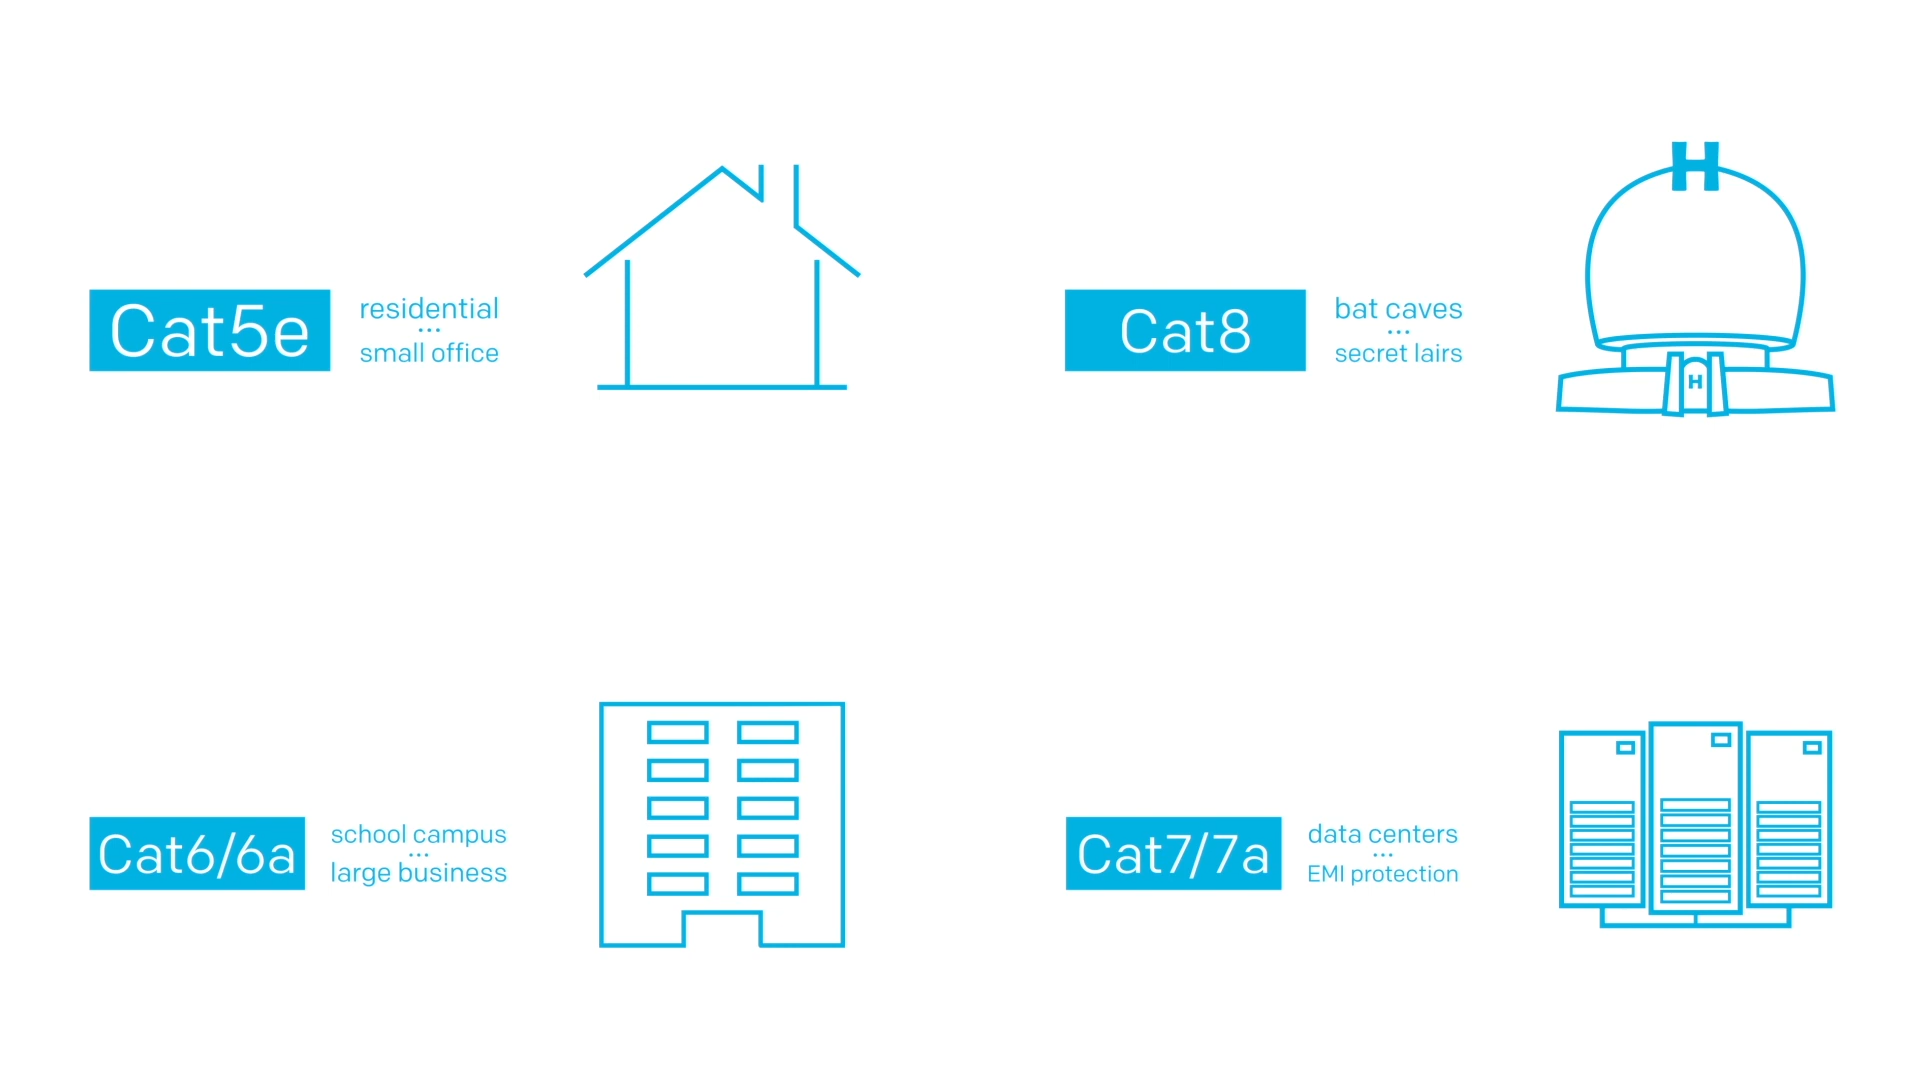 Cat5e
residential
...
small office
Cat8
bat caves
...
secret lairs
H
H
Cat6/6a
school campus
...
large business
Cat7/7a
data centers
...
EMI protection